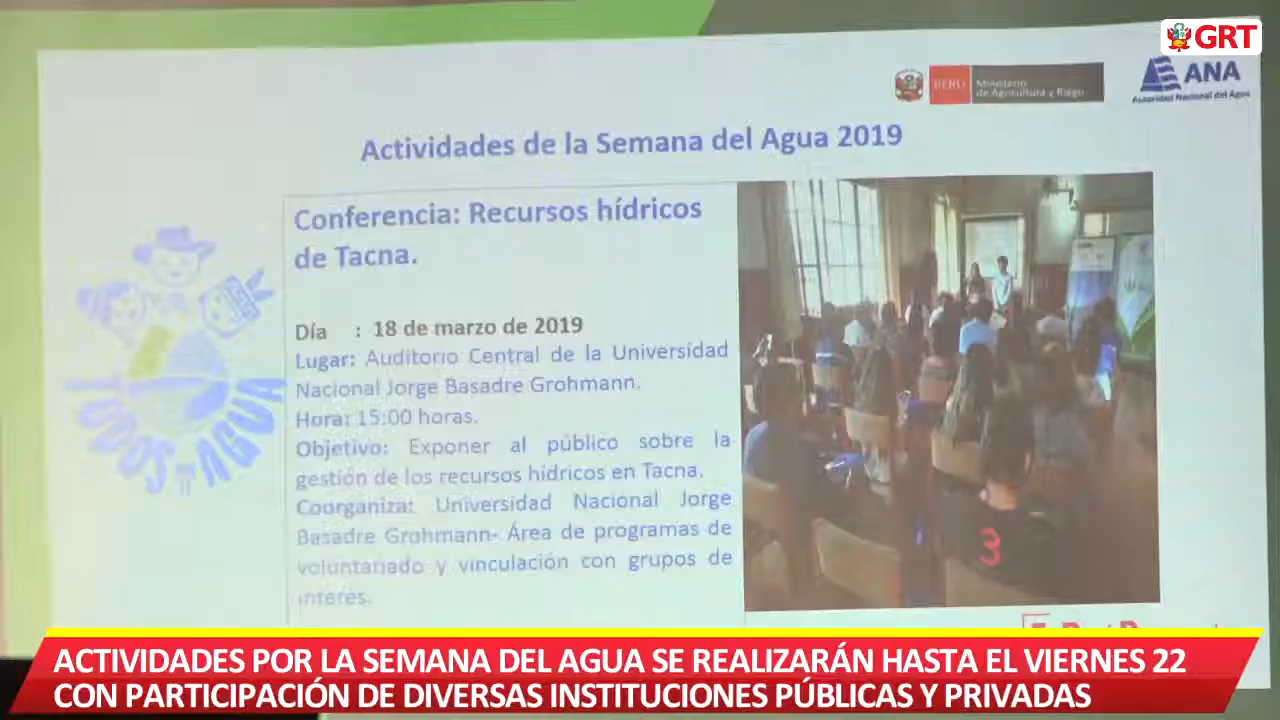 GRT
PERÚ
Ministerio
de Agricultura y Riego
ANA
Autoridad Nacional del Agua
Actividades de la Semana del Agua 2019
Conferencia: Recursos hídricos
de Tacna.
Día : 18 de marzo de 2019
Lugar: Auditorio Central de la Universidad
Nacional Jorge Basadre Grohmann.
Hora: 15:00 horas.
Objetivo: Exponer al público sobre la
gestión de los recursos hídricos en Tacna.
Coorganiza: Universidad Nacional Jorge
Basadre Grohmann- Área de programas de
voluntariado y vinculación con grupos de
interés.
TODOS AGUA
3
ACTIVIDADES POR LA SEMANA DEL AGUA SE REALIZARÁN HASTA EL VIERNES 22
CON PARTICIPACIÓN DE DIVERSAS INSTITUCIONES PÚBLICAS Y PRIVADAS